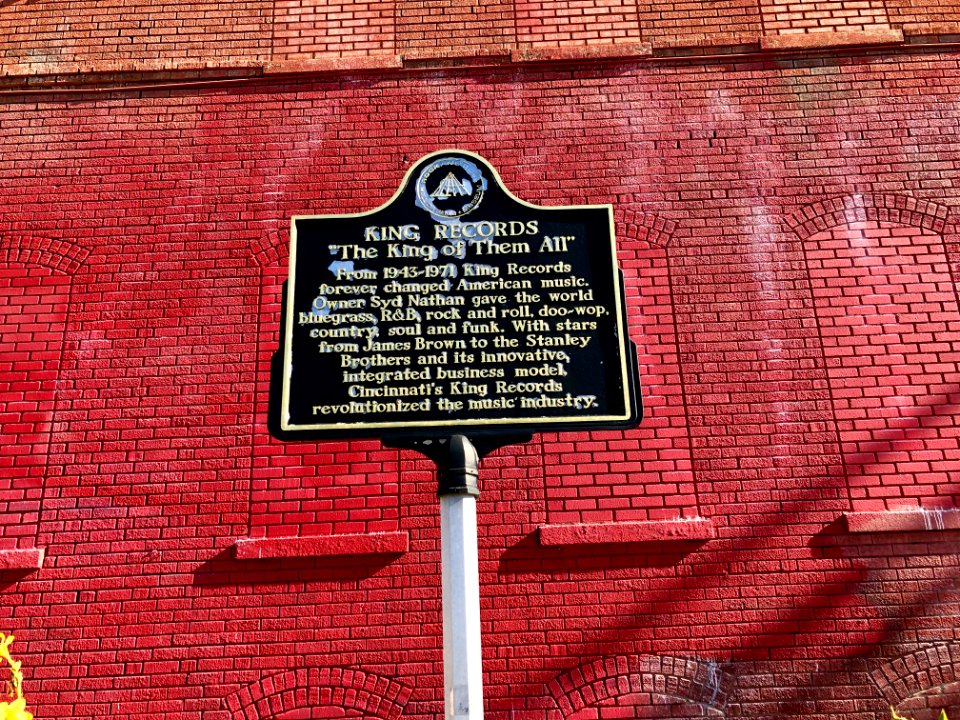 KING RECORDS
"The King of Them All"
From 1943-1971 King Records
forever changed American music.
Owner Syd Nathan gave the world
bluegrass, R&B, rock and roll, doo-wop,
country, soul and funk. With stars
from James Brown to the Stanley
Brothers and its innovative,
integrated business model,
Cincinnati's King Records
revolutionized the music industry.